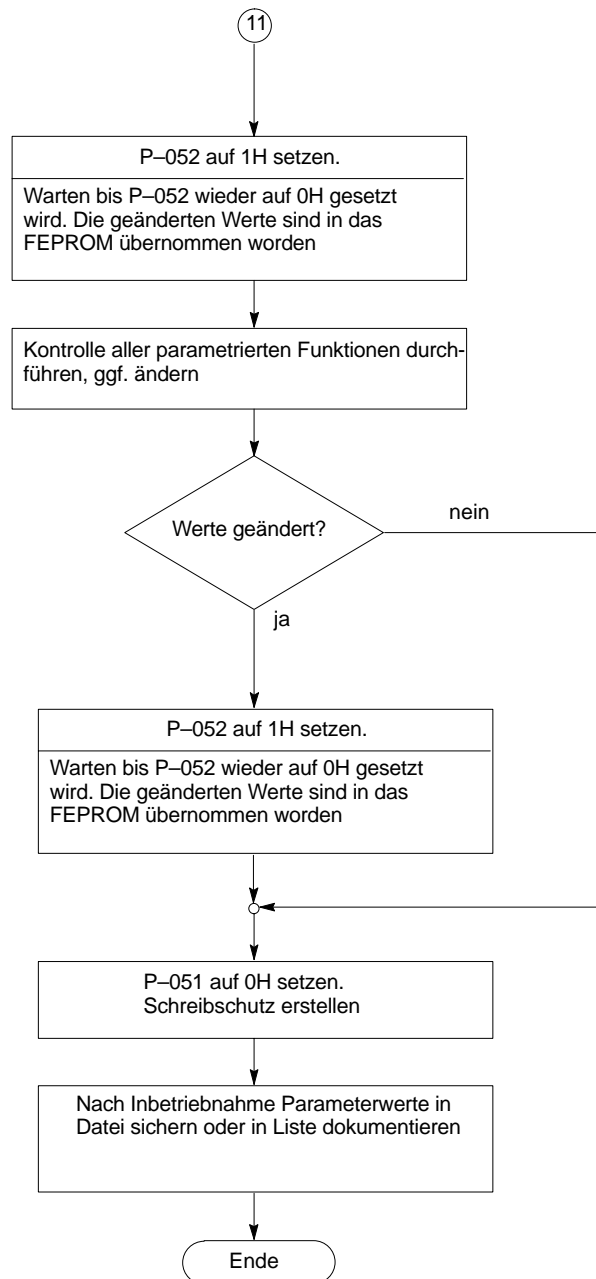 11
P–052 auf 1H setzen.
Warten bis P–052 wieder auf 0H gesetzt
wird. Die geänderten Werte sind in das
FEPROM übernommen worden
Kontrolle aller parametrierten Funktionen durch-
führen, ggf. ändern
Werte geändert?
nein
ja
P–052 auf 1H setzen.
Warten bis P–052 wieder auf 0H gesetzt
wird. Die geänderten Werte sind in das
FEPROM übernommen worden
P–051 auf 0H setzen.
Schreibschutz erstellen
Nach Inbetriebnahme Parameterwerte in
Datei sichern oder in Liste dokumentieren
Ende